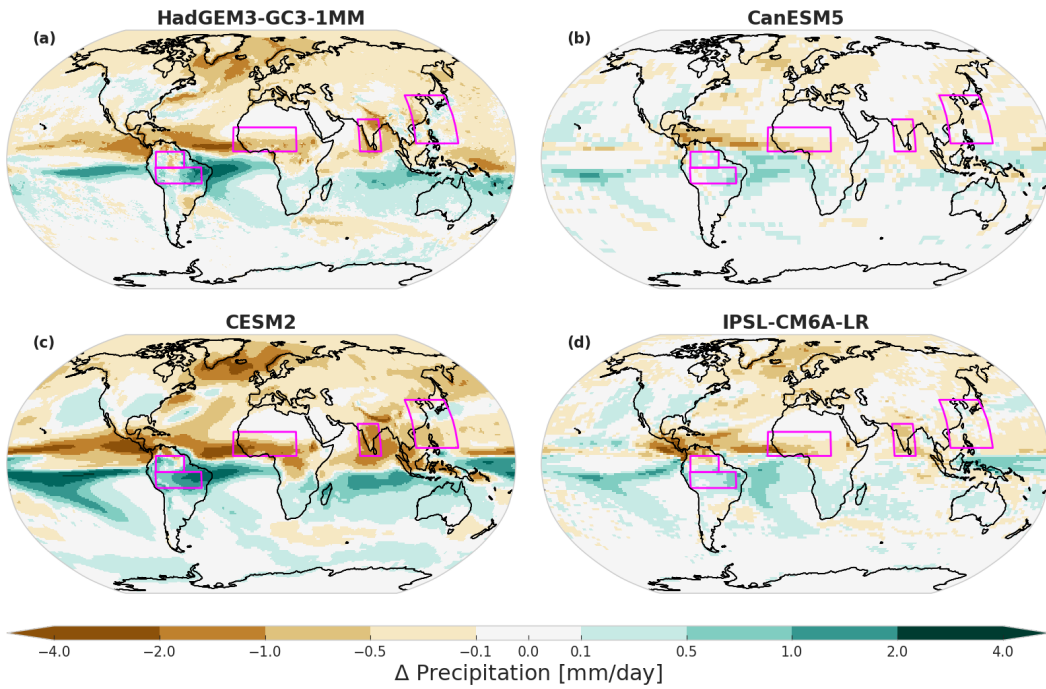 HadGEM3-GC3-1MM
CanESM5
(a)
(b)
CESM2
IPSL-CM6A-LR
(c)
(d)
−4.0 −2.0 −1.0 −0.5 −0.1 0.0 0.1 0.5 1.0 2.0 4.0
Δ Precipitation [mm/day]